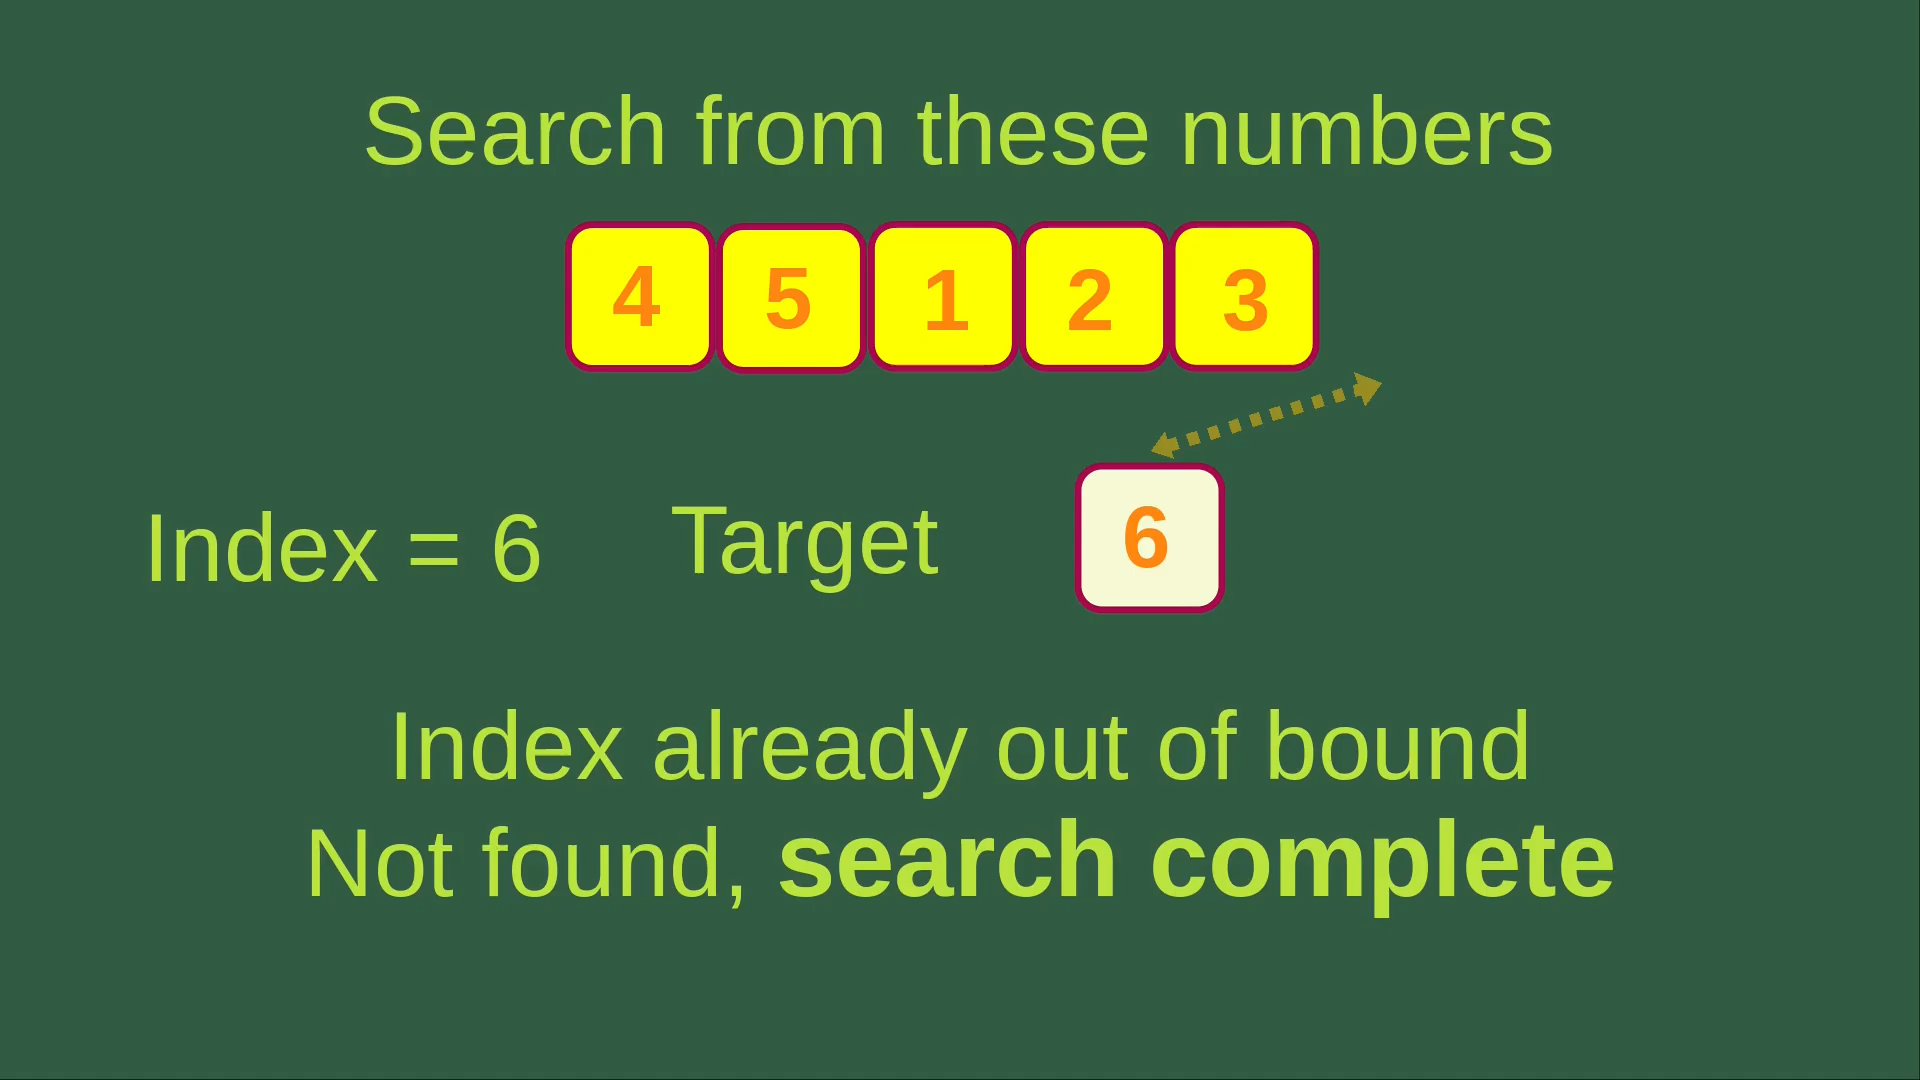 Search from these numbers
4 5 1 2 3
Index = 6 Target 6
Index already out of bound
Not found, search complete